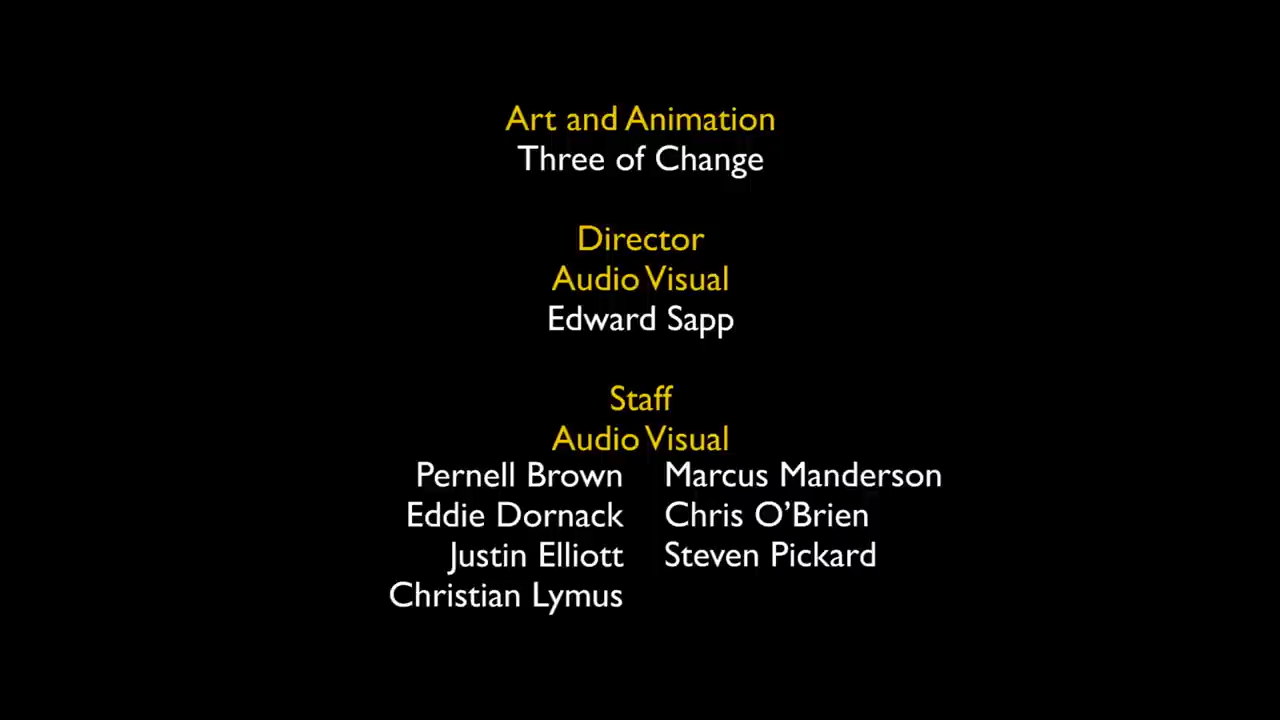 Art and Animation
Three of Change
Director
Audio Visual
Edward Sapp
Staff
Audio Visual
Pernell Brown Marcus Manderson
Eddie Dornack Chris O’Brien
Justin Elliott Steven Pickard
Christian Lymus